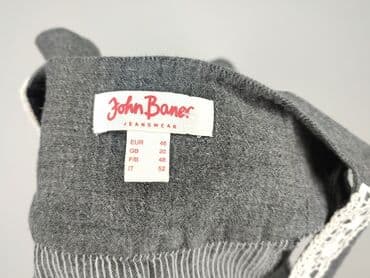 John Baner
JEANSWEAR
EUR 46
GB 20
F/B 48
IT 52